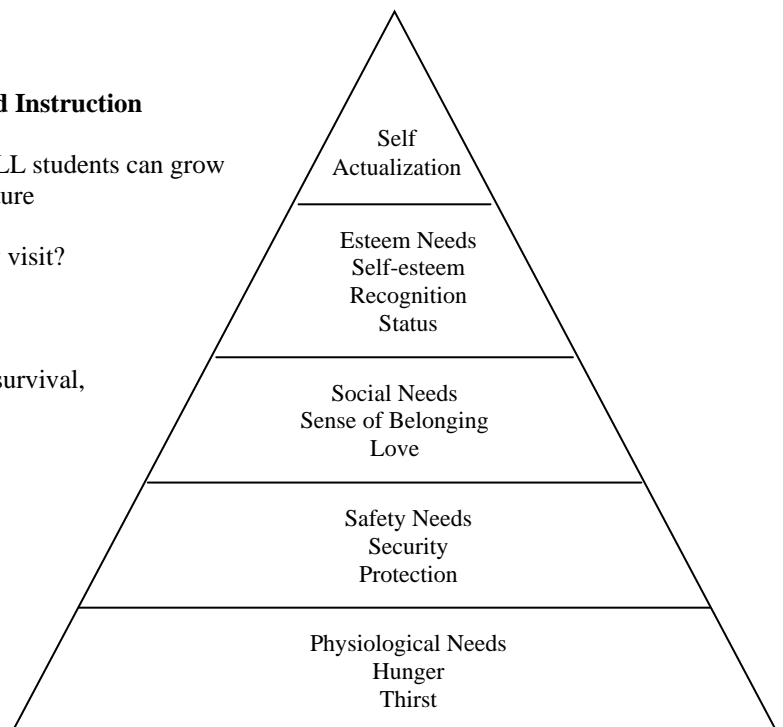 d Instruction
LL students can grow
ture
visit?
survival,
Self
Actualization
Esteem Needs
Self-esteem
Recognition
Status
Social Needs
Sense of Belonging
Love
Safety Needs
Security
Protection
Physiological Needs
Hunger
Thirst